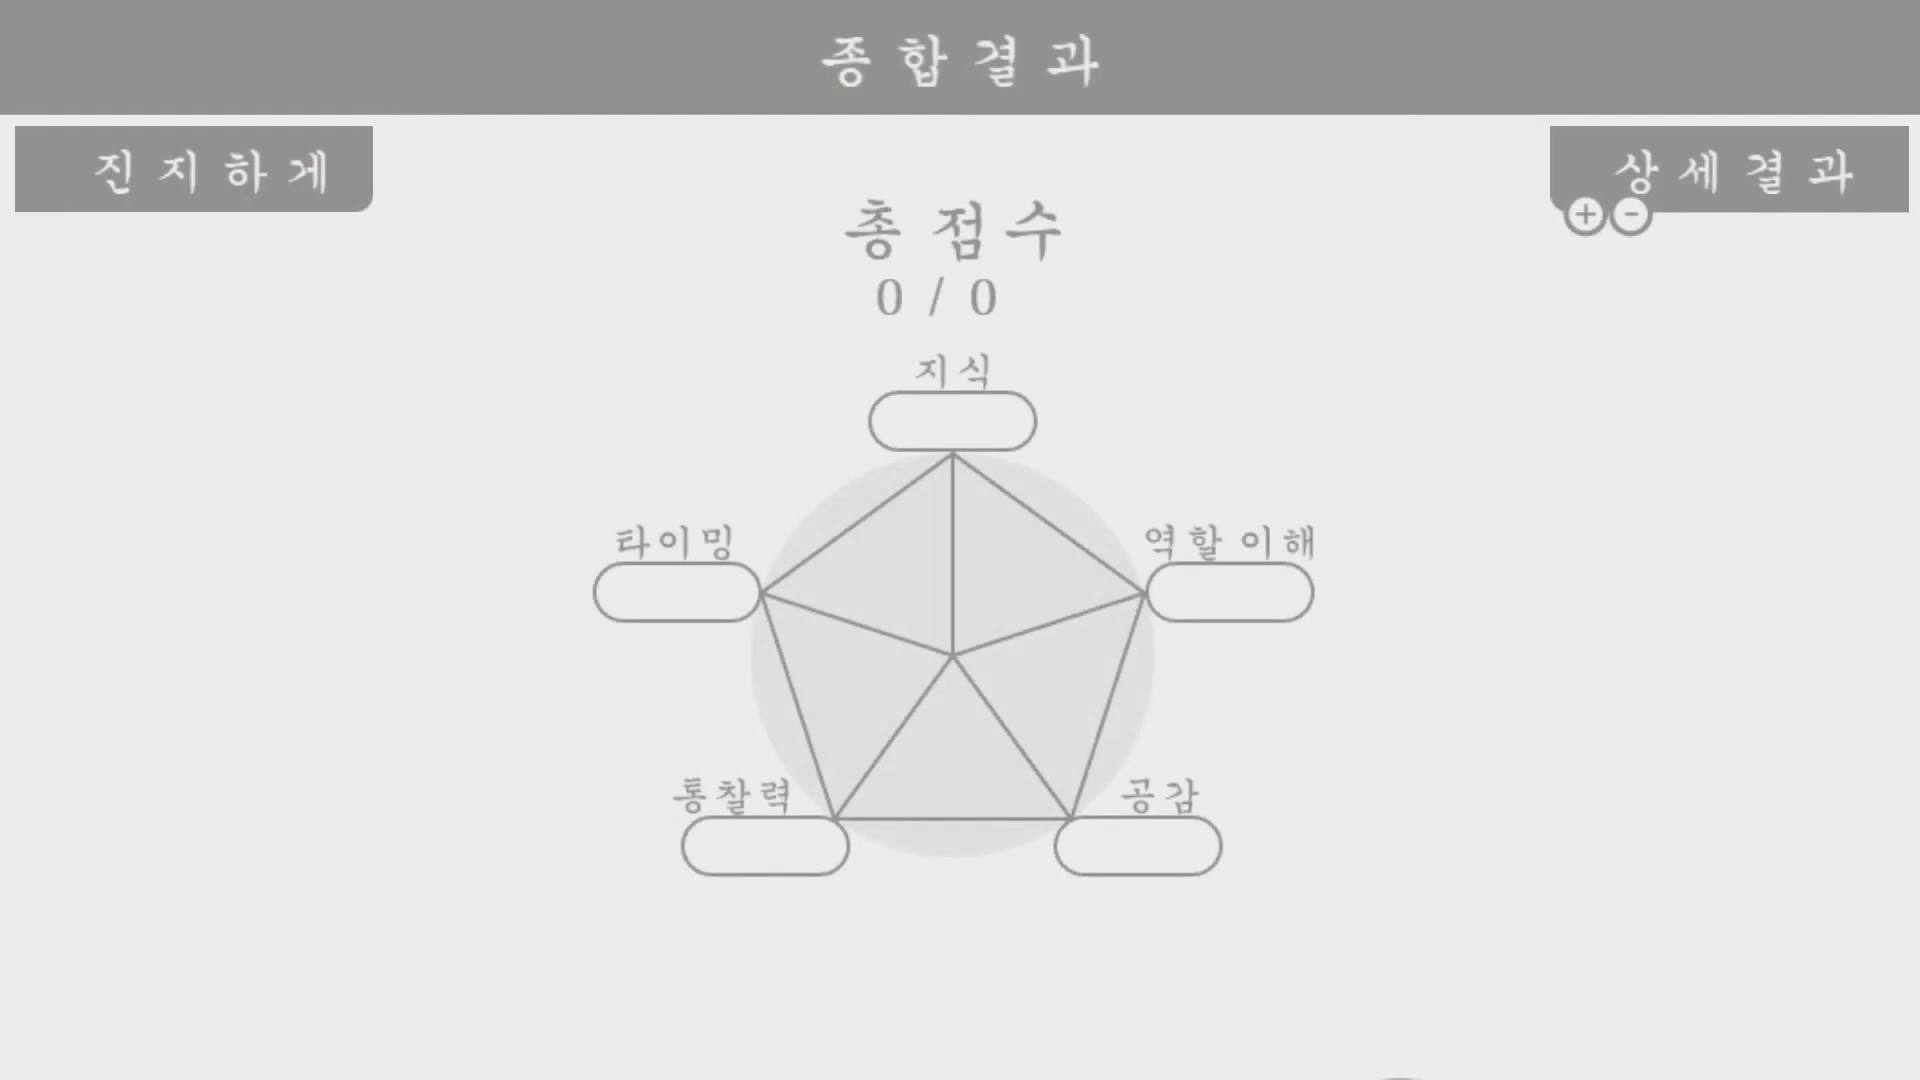 종합결과
진지하게
상세결과
+ -
총 점수
0 / 0
지식
타이밍
역할 이해
통찰력
공감